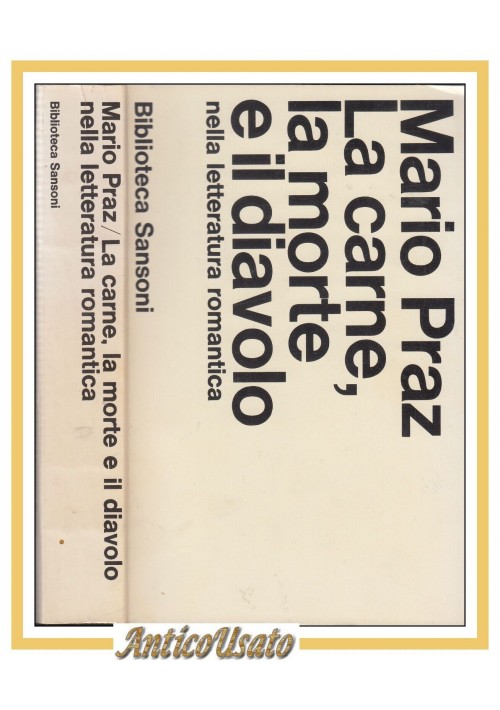 Mario Praz
La carne,
la morte
e il diavolo
nella letteratura romantica
Biblioteca Sansoni
Mario Praz/La carne, la morte e il diavolo
nella letteratura romantica
Biblioteca Sansoni
AnticoUsato